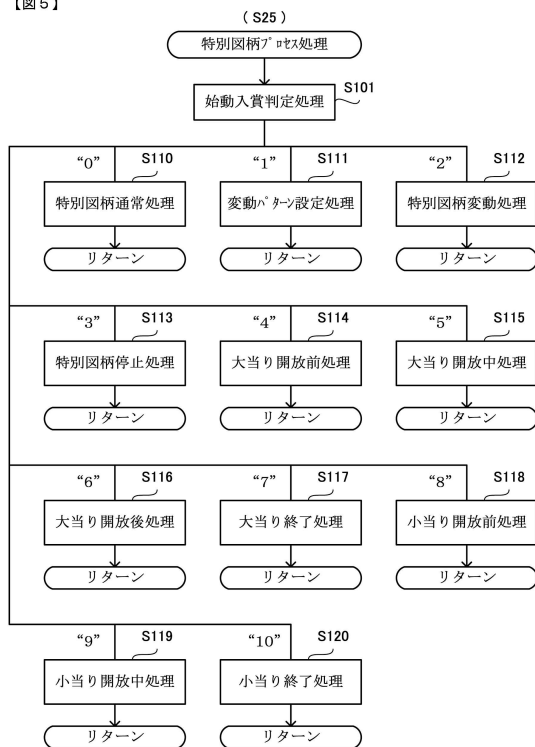 【図5】
(S25)
特別図柄ﾌﾟﾛｾｽ処理
S101
始動入賞判定処理
“0” S110 “1” S111 “2” S112
特別図柄通常処理 変動ﾊﾟﾀｰﾝ設定処理 特別図柄変動処理
リターン リターン リターン
“3” S113 “4” S114 “5” S115
特別図柄停止処理 大当り開放前処理 大当り開放中処理
リターン リターン リターン
“6” S116 “7” S117 “8” S118
大当り開放後処理 大当り終了処理 小当り開放前処理
リターン リターン リターン
“9” S119 “10” S120
小当り開放中処理 小当り終了処理
リターン リターン